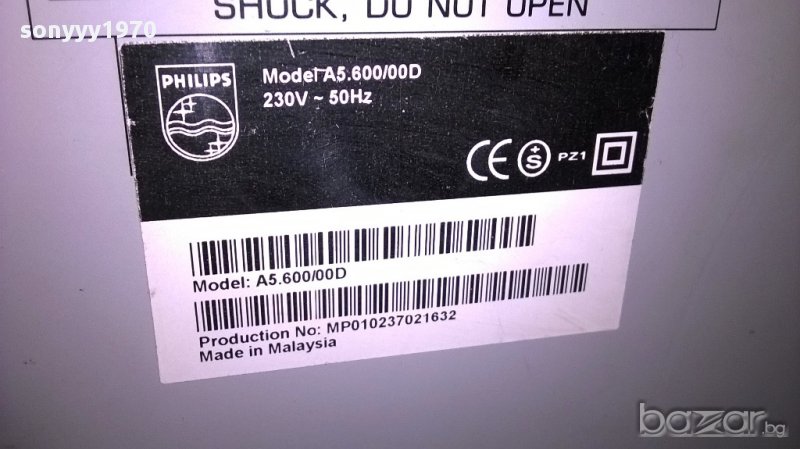 SHOCK, DO NOT OPEN
sonyyy1970
PHILIPS
Model A5.600/00D
230V ~ 50Hz
CE S PZ1
Model: A5.600/00D
Production No: MP010237021632
Made in Malaysia
bazar.bg